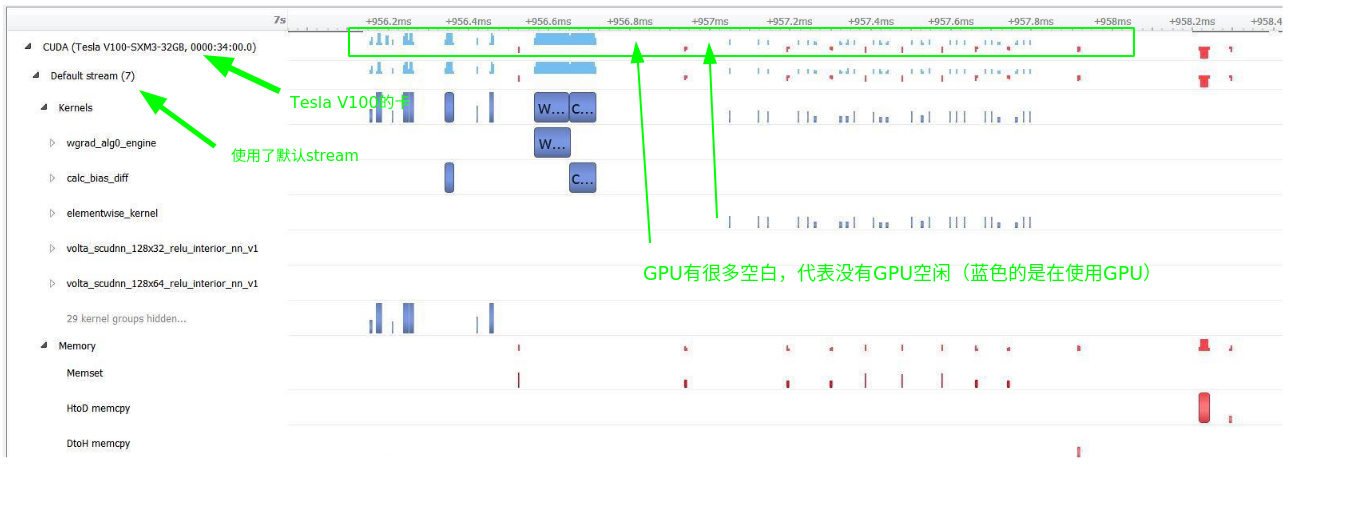 7s +956.2ms +956.4ms +956.6ms +956.8ms +957ms +957.2ms +957.4ms +957.6ms +957.8ms +958ms +958.2ms +958.4
CUDA (Tesla V100-SXM3-32GB, 0000:34:00.0)
Default stream (7)
Tesla V100的卡
Kernels
W... C...
wgrad_alg0_engine
W...
使用了默认stream
calc_bias_diff
C...
elementwise_kernel
volta_scudnn_128x32_relu_interior_nn_v1
GPU有很多空白，代表没有GPU空闲（蓝色的是在使用GPU）
volta_scudnn_128x64_relu_interior_nn_v1
29 kernel groups hidden...
Memory
Memset
HtoD memcpy
DtoH memcpy